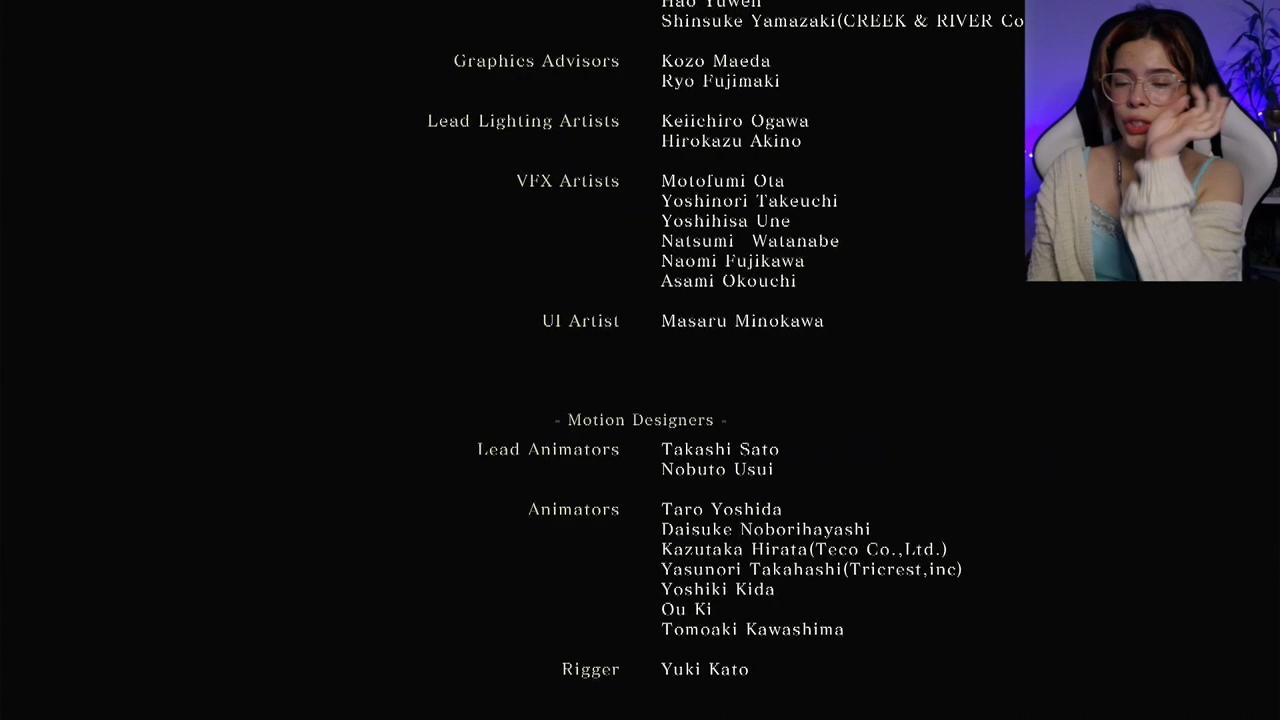 Hao Yuwen
Shinsuke Yamazaki(CREEK & RIVER Co
Graphics Advisors Kozo Maeda
Ryo Fujimaki
Lead Lighting Artists Keiichiro Ogawa
Hirokazu Akino
VFX Artists Motofumi Ota
Yoshinori Takeuchi
Yoshihisa Une
Natsumi Watanabe
Naomi Fujikawa
Asami Okouchi
UI Artist Masaru Minokawa
- Motion Designers -
Lead Animators Takashi Sato
Nobuto Usui
Animators Taro Yoshida
Daisuke Noborihayashi
Kazutaka Hirata(Teco Co.,Ltd.)
Yasunori Takahashi(Tricrest,inc)
Yoshiki Kida
Ou Ki
Tomoaki Kawashima
Rigger Yuki Kato